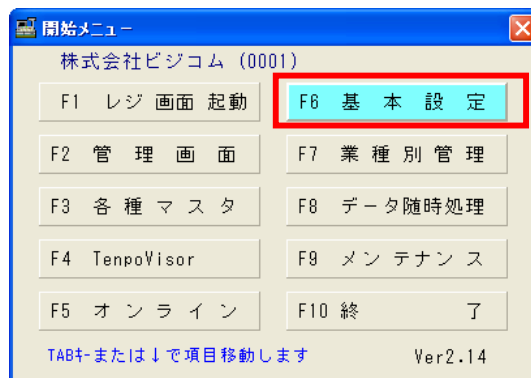 開始メニュー
株式会社ビジコム (0001)
F1 レジ 画面 起動
F6 基 本 設 定
F2 管 理 画 面
F7 業 種 別 管 理
F3 各 種 マ ス タ
F8 データ随時処理
F4 TenpoVisor
F9 メ ン テ ナ ン ス
F5 オ ン ラ イ ン
F10 終 了
TABｷｰまたは↓で項目移動します Ver2.14